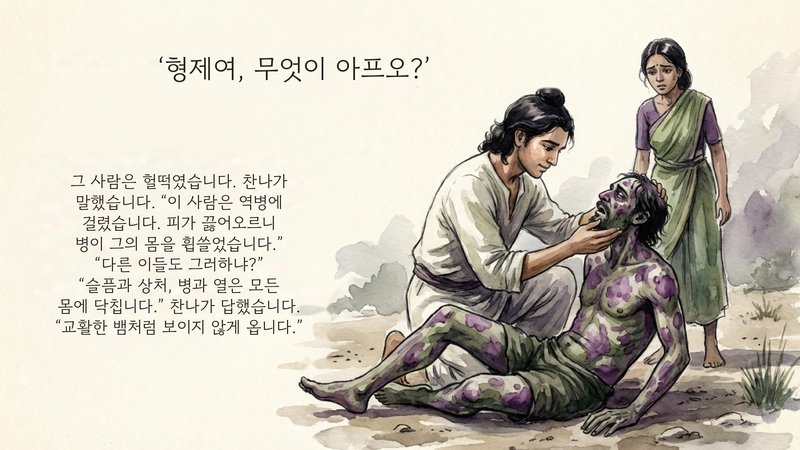 ‘형제여, 무엇이 아프오?’
그 사람은 헐떡였습니다. 찬나가
말했습니다. “이 사람은 역병에
걸렸습니다. 피가 끓어오르니
병이 그의 몸을 휩쓸었습니다.”
“다른 이들도 그러하냐?”
“슬픔과 상처, 병과 열은 모든
몸에 닥칩니다.” 찬나가 답했습니다.
“교활한 뱀처럼 보이지 않게 옵니다.”